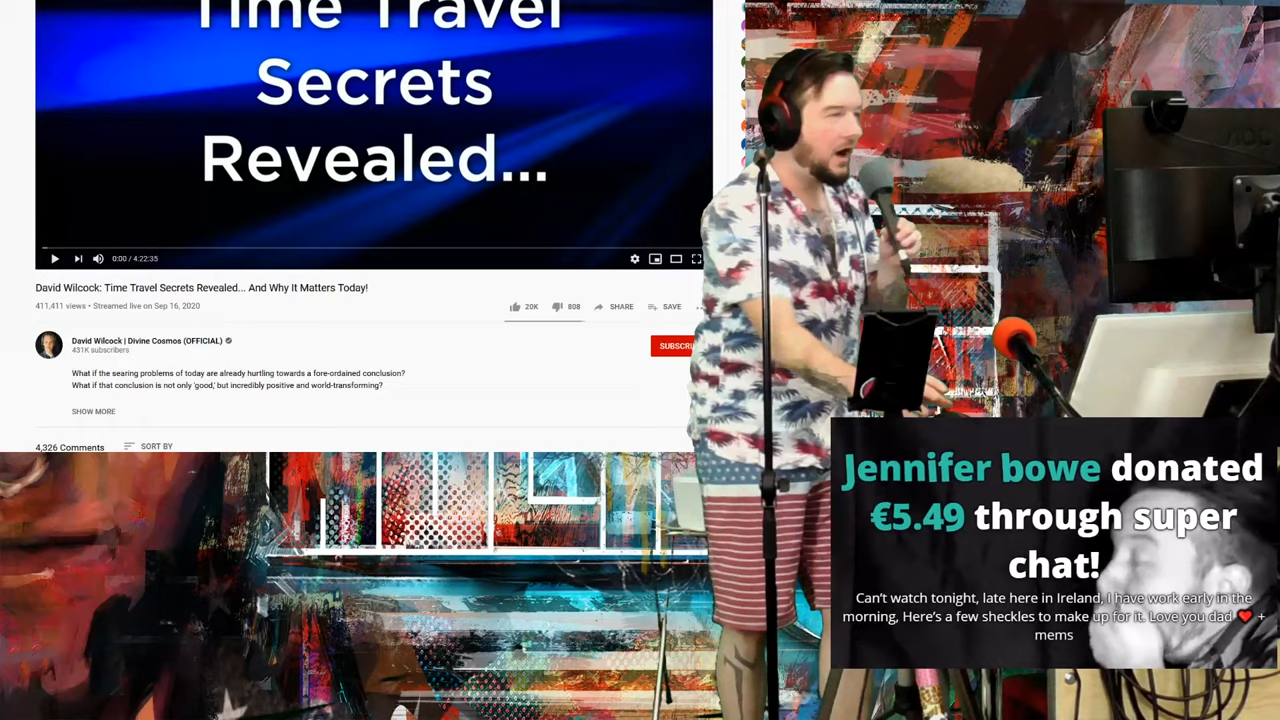 Time Travel
Secrets
Revealed...
0:00 / 4:22:35
David Wilcock: Time Travel Secrets Revealed... And Why It Matters Today!
411,411 views • Streamed live on Sep 16, 2020
20K
808
SHARE
SAVE
David Wilcock | Divine Cosmos (OFFICIAL)
431K subscribers
SUBSCRI
What if the searing problems of today are already hurtling towards a fore-ordained conclusion?
What if that conclusion is not only 'good,' but incredibly positive and world-transforming?
SHOW MORE
4,326 Comments
SORT BY
AOC
Jennifer bowe donated
€5.49 through super
chat!
Can't watch tonight, late here in Ireland, I have work early in the
morning, Here's a few sheckles to make up for it. Love you dad ❤️ +
mems